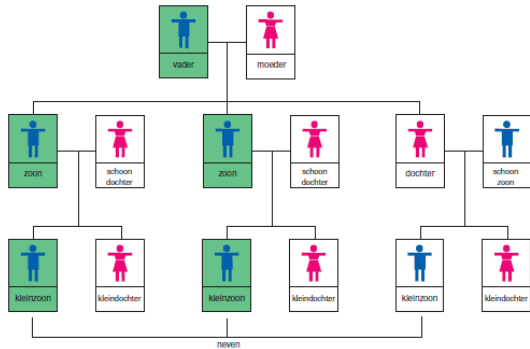 vader
moeder
zoon
schoon
dochter
zoon
schoon
dochter
dochter
schoon
zoon
kleinzoon
kleindochter
kleinzoon
kleindochter
kleinzoon
kleindochter
neven